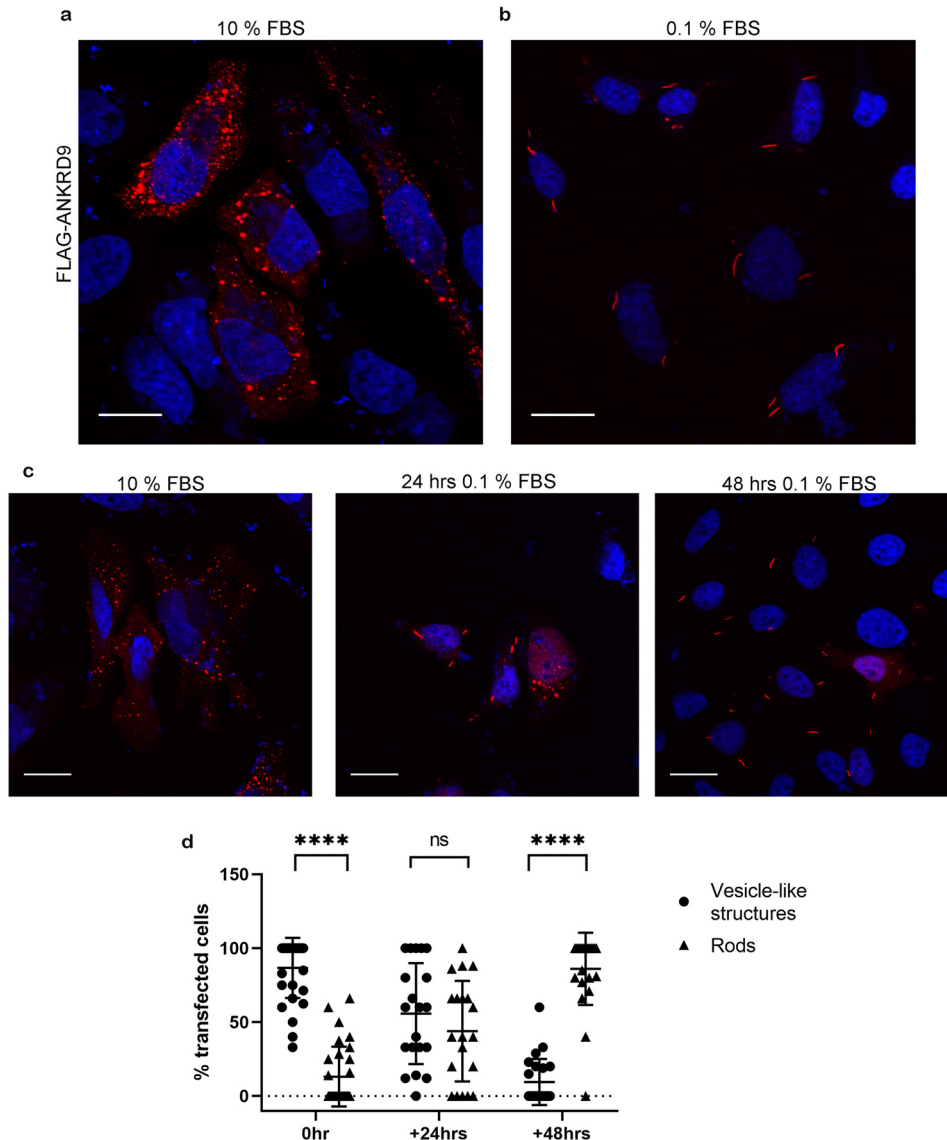 a
10 % FBS
b
0.1 % FBS
FLAG-ANKRD9
c
10 % FBS
24 hrs 0.1 % FBS
48 hrs 0.1 % FBS
d
****
ns
****
150
100
50
0
% transfected cells
0hr
+24hrs
+48hrs
Vesicle-like
structures
Rods